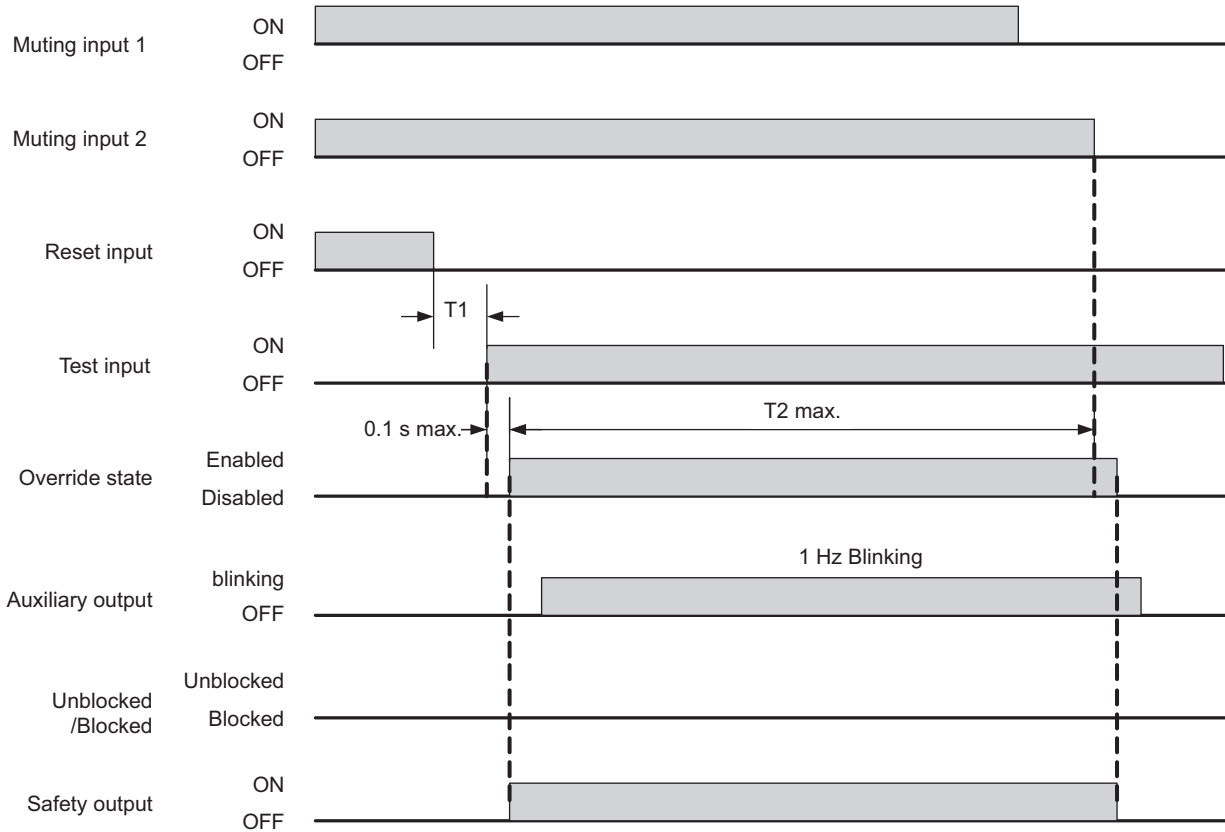 Muting input 1
ON
OFF
Muting input 2
ON
OFF
Reset input
ON
OFF
T1
Test input
ON
OFF
0.1 s max.
T2 max.
Override state
Enabled
Disabled
1 Hz Blinking
Auxiliary output
blinking
OFF
Unblocked
/Blocked
Unblocked
Blocked
Safety output
ON
OFF